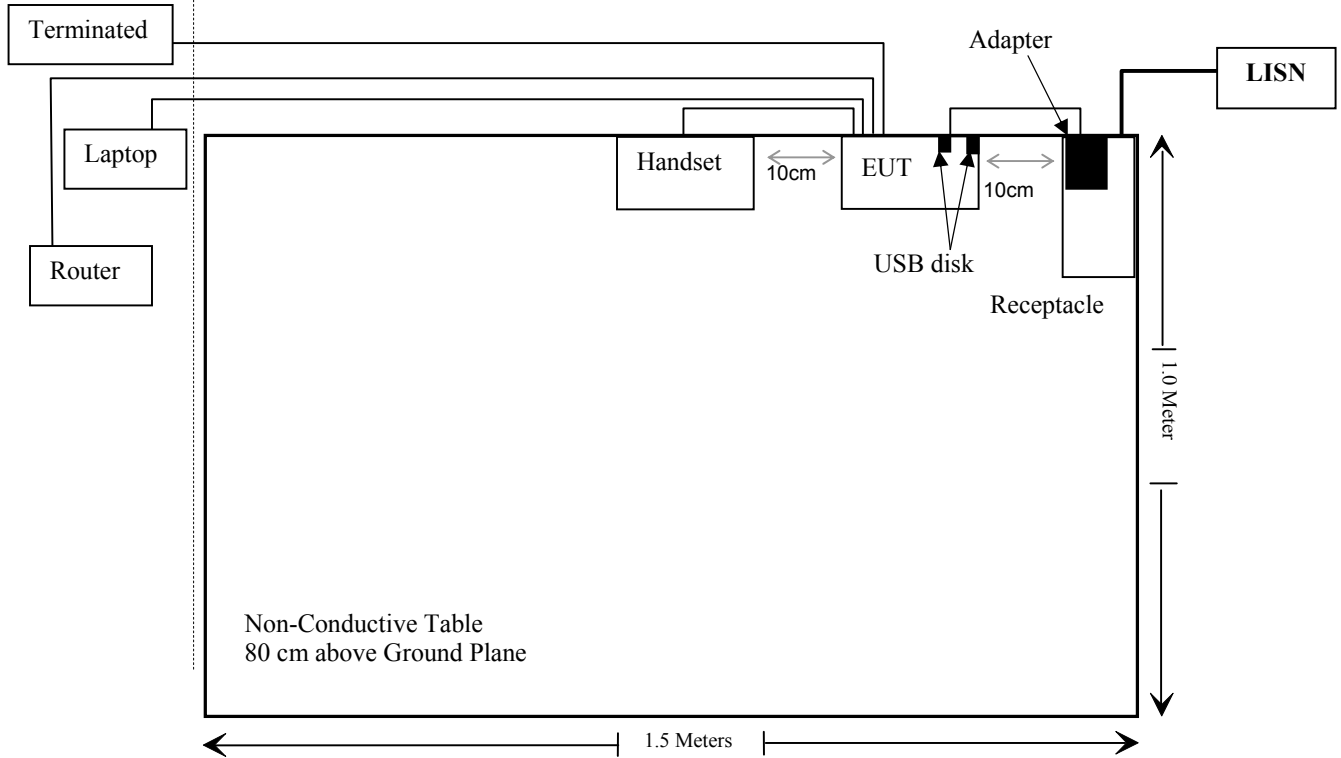 Terminated
Adapter
LISN
Laptop
Handset
10cm
EUT
10cm
Router
USB disk
Receptacle
1.0 Meter
Non-Conductive Table
80 cm above Ground Plane
1.5 Meters